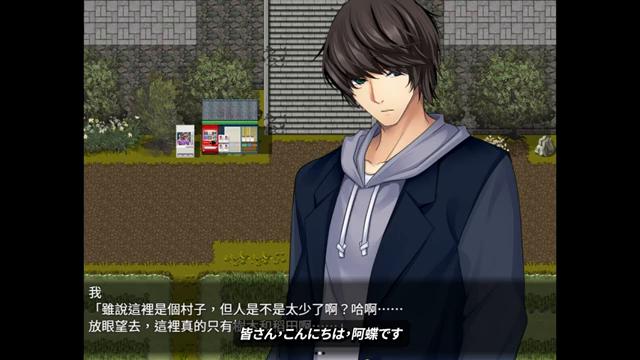 我
「雖說這裡是個村子，但人是不是太少了啊？哈啊……
放眼望去，這裡真的只有
皆さん，こんにちは，阿蝶です